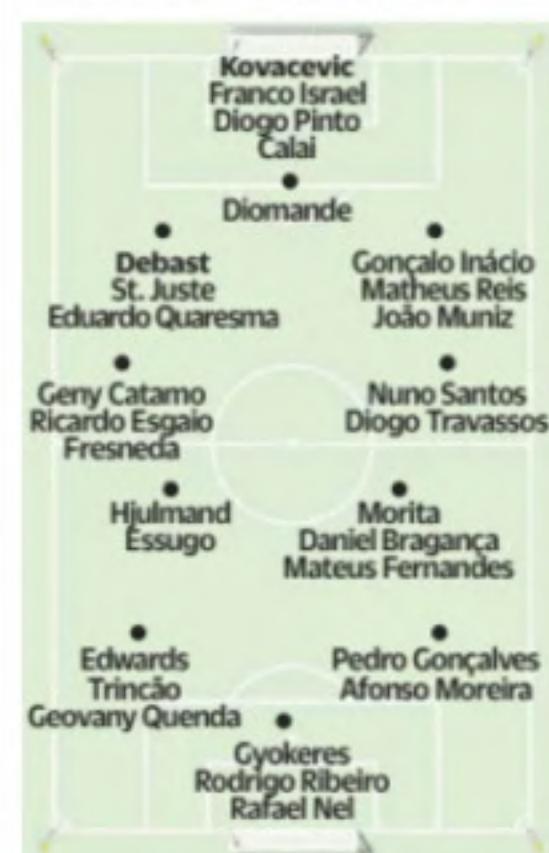 Kovacevic
Franco Israel
Diogo Pinto
Calai
Diomande
Debast
St. Juste
Eduardo Quaresma
Gonçalo Inácio
Matheus Reis
João Muniz
Geny Catamo
Ricardo Esgaio
Fresneda
Nuno Santos
Diogo Travassos
Hjulmand
Essugo
Morita
Daniel Bragança
Mateus Fernandes
Edwards
Trincão
Geovany Quenda
Pedro Gonçalves
Afonso Moreira
Gyokeres
Rodrigo Ribeiro
Rafael Nel